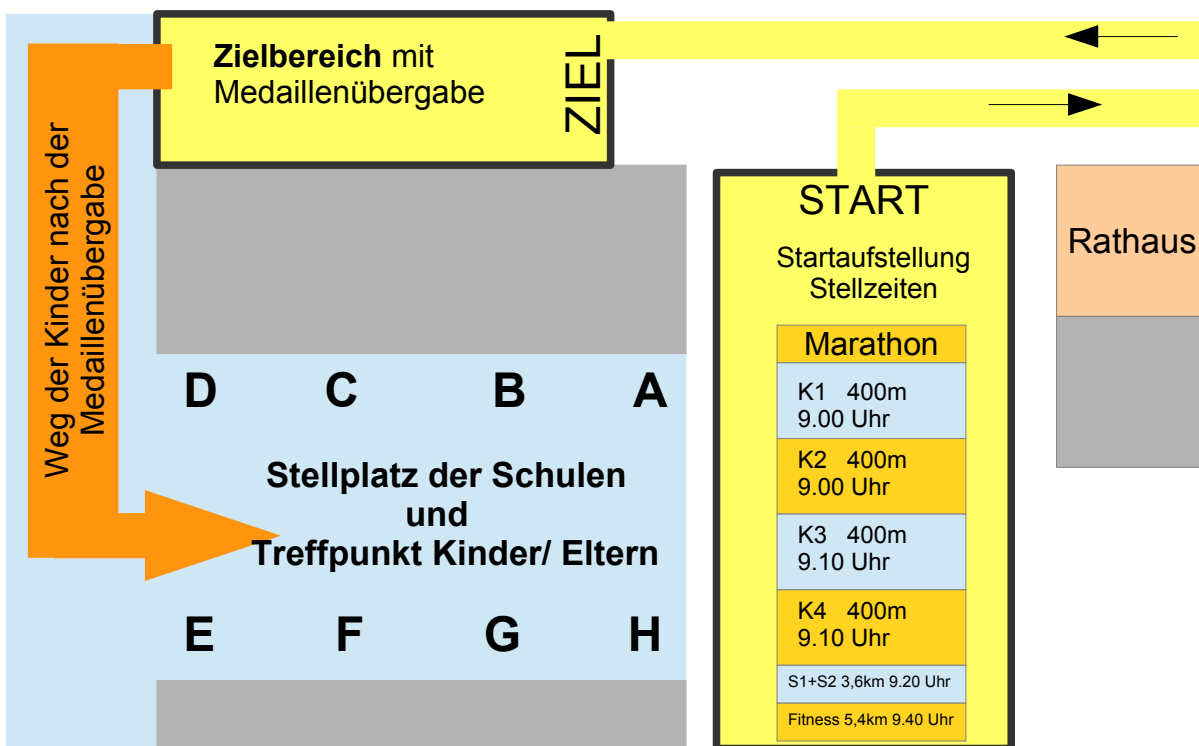 Zielbereich mit
Medaillenübergabe
ZIEL
Weg der Kinder nach der
Medaillenübergabe
START
Startaufstellung
Stellzeiten
Marathon
K1 400m
9.00 Uhr
K2 400m
9.00 Uhr
K3 400m
9.10 Uhr
K4 400m
9.10 Uhr
S1+S2 3,6km 9.20 Uhr
Fitness 5,4km 9.40 Uhr
Rathaus
D C B A
Stellplatz der Schulen
und
Treffpunkt Kinder/ Eltern
E F G H